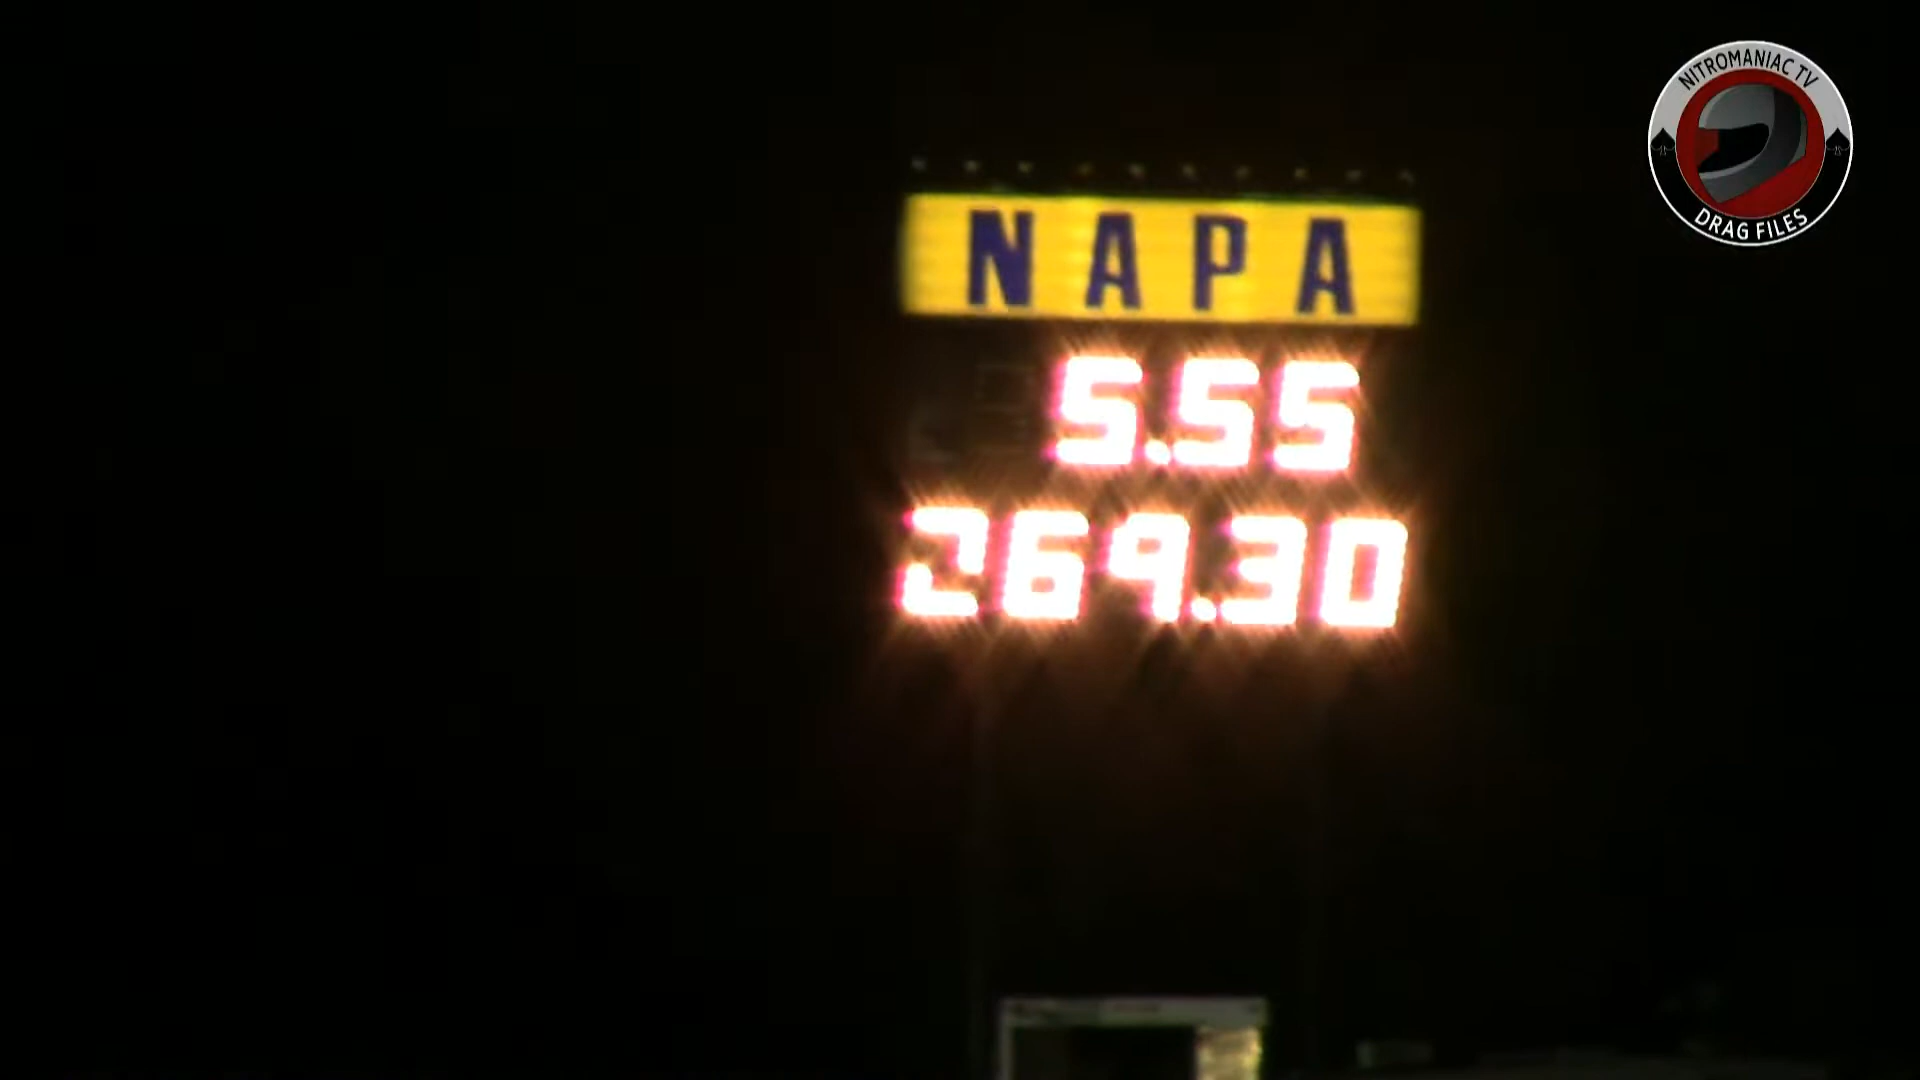 NITROMANIAC TV
DRAG FILES
NAPA
5.55
269.30